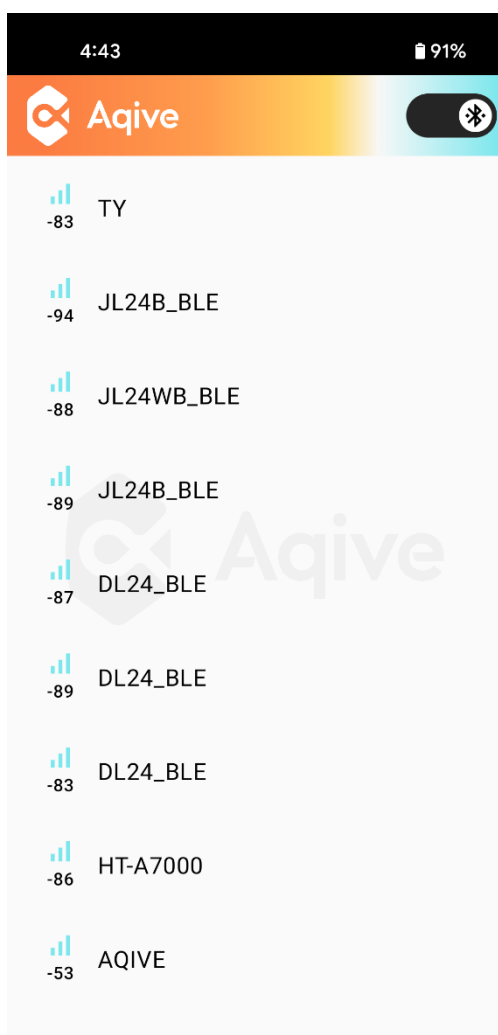 4:43 91%
Aqive
TY
-83
JL24B_BLE
-94
JL24WB_BLE
-88
JL24B_BLE
-89
Aqive
DL24_BLE
-87
DL24_BLE
-89
DL24_BLE
-83
HT-A7000
-86
AQIVE
-53